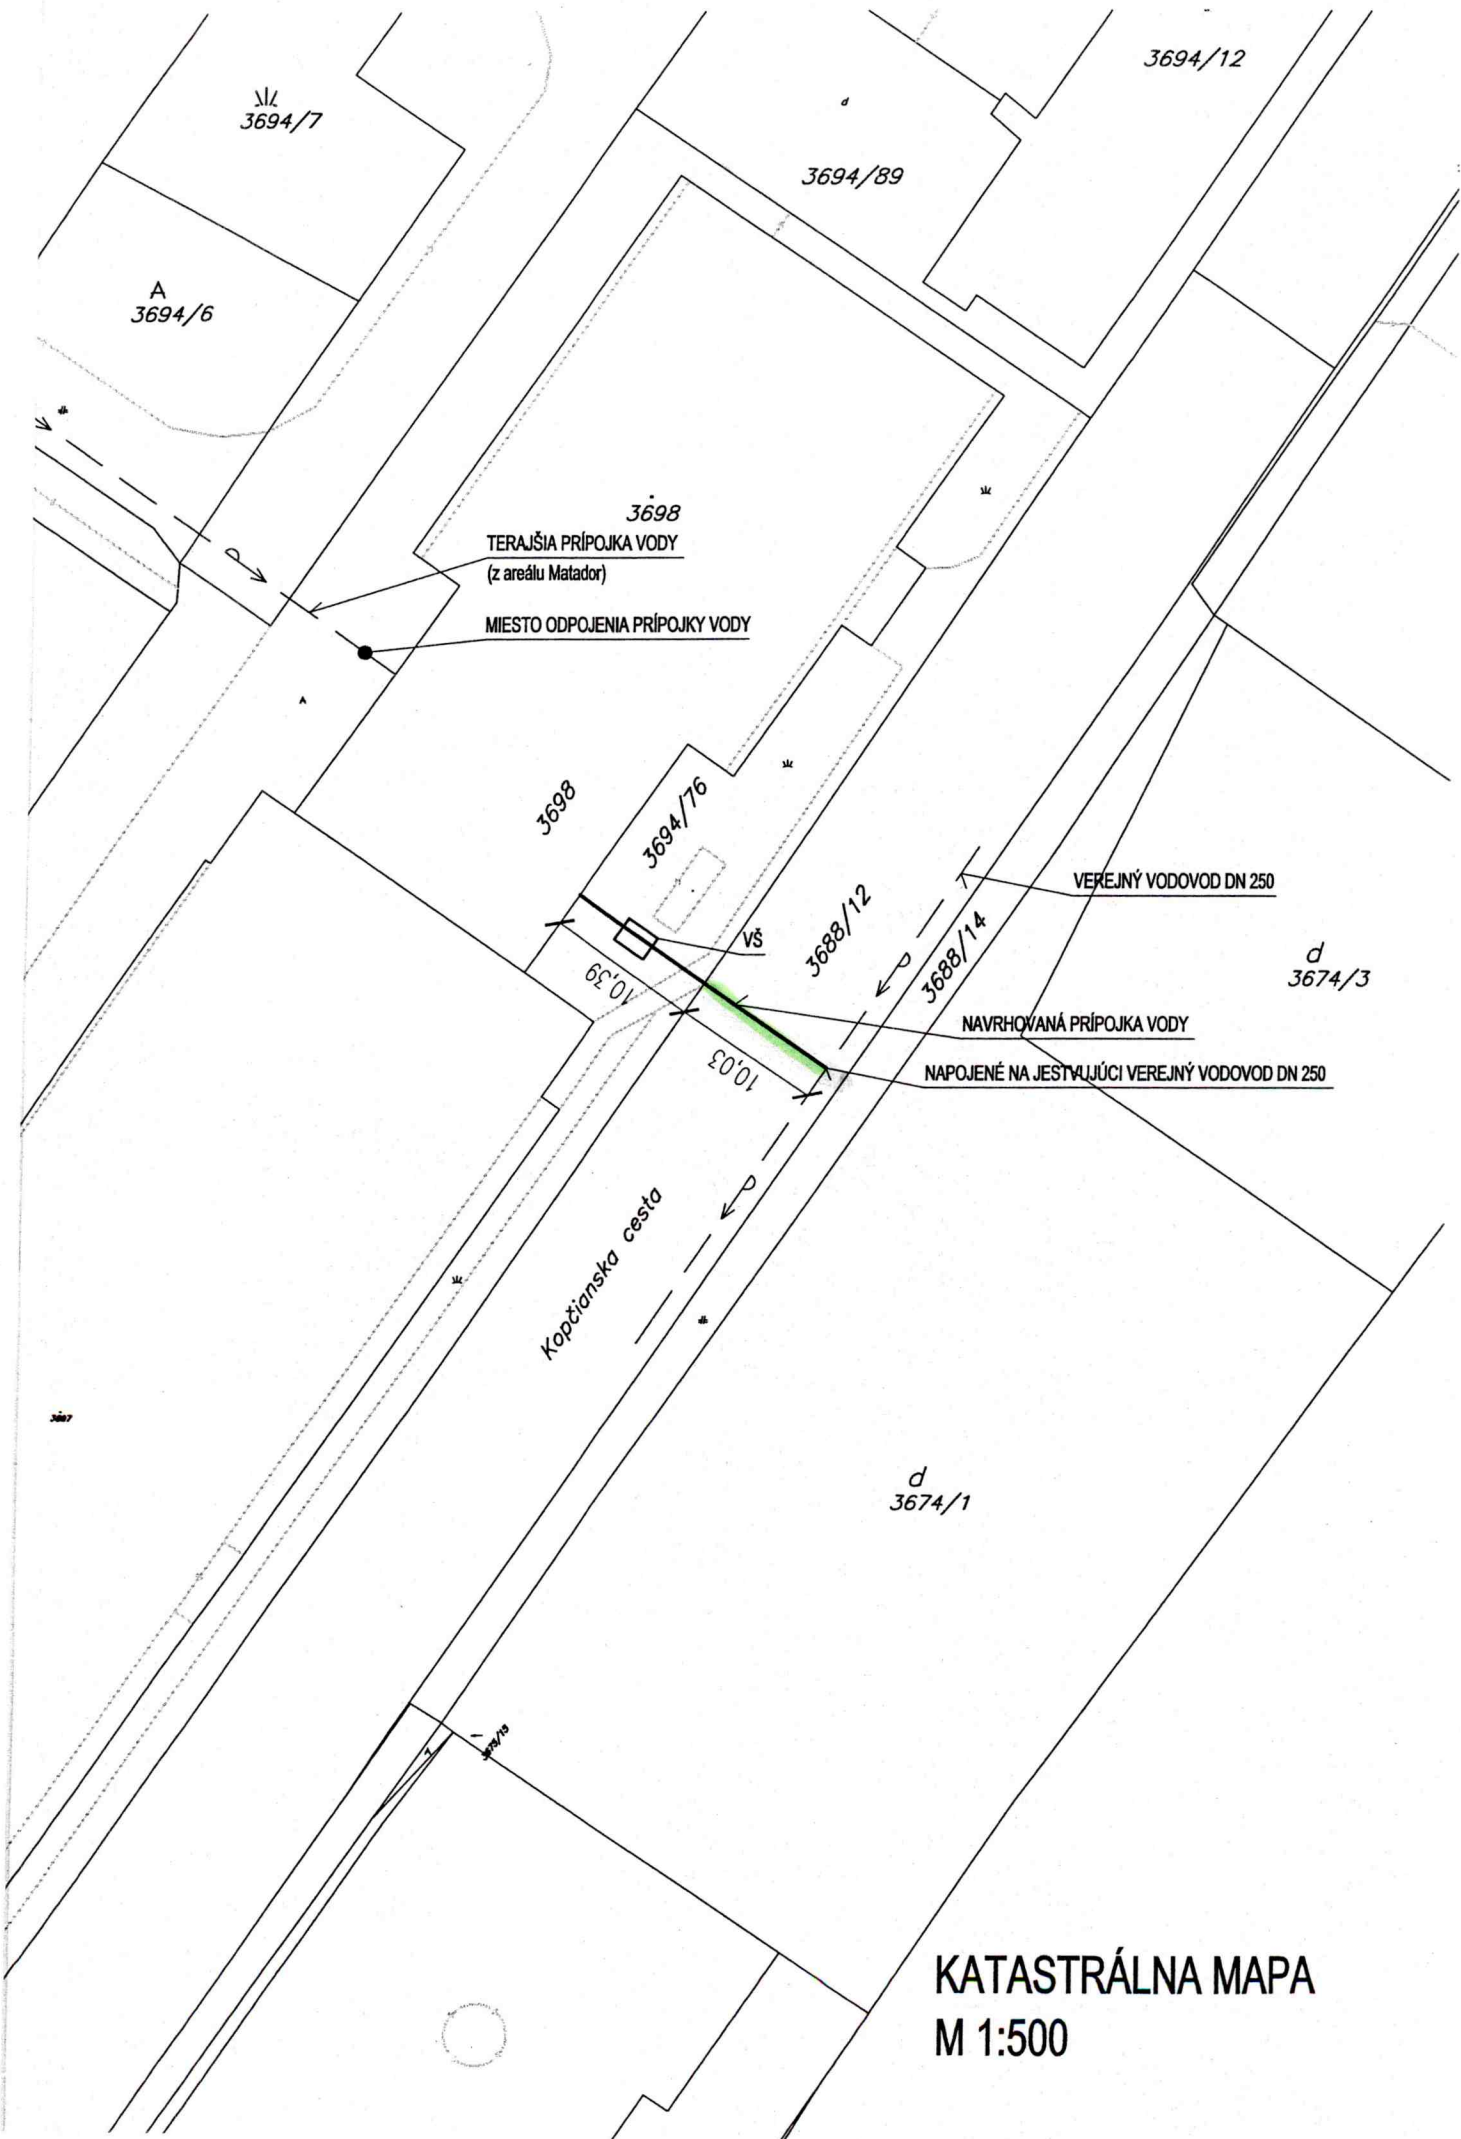 3694/12
3694/7
d
3694/89
A
3694/6
3698
TERAJŠIA PRÍPOJKA VODY
(z areálu Matador)
MIESTO ODPOJENIA PRÍPOJKY VODY
3698
3694/76
VEREJNÝ VODOVOD DN 250
3688/12
3688/14
VŠ
d
3674/3
10,39
NAVRHOVANÁ PRÍPOJKA VODY
10,03
NAPOJENÉ NA JESTVUJÚCI VEREJNÝ VODOVOD DN 250
Kopčianska cesta
d
3674/1
KATASTRÁLNA MAPA
M 1:500